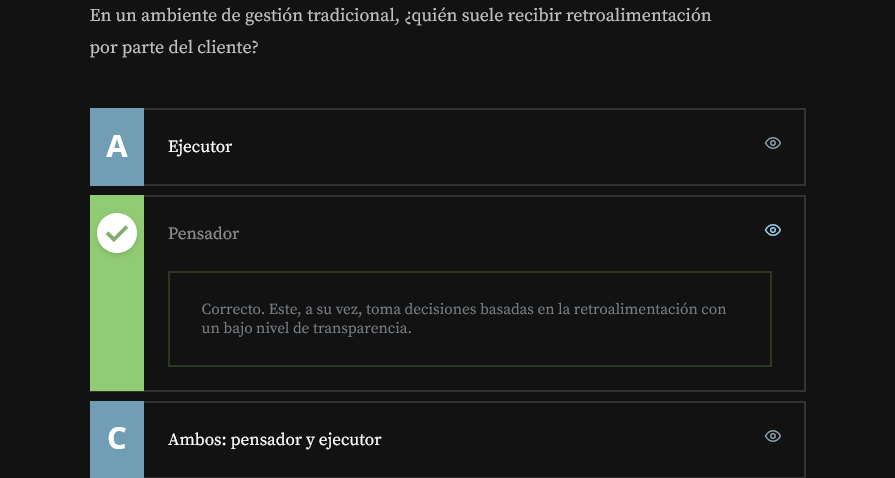 En un ambiente de gestión tradicional, ¿quién suele recibir retroalimentación
por parte del cliente?
A
Ejecutor
Pensador
Correcto. Este, a su vez, toma decisiones basadas en la retroalimentación con
un bajo nivel de transparencia.
C
Ambos: pensador y ejecutor